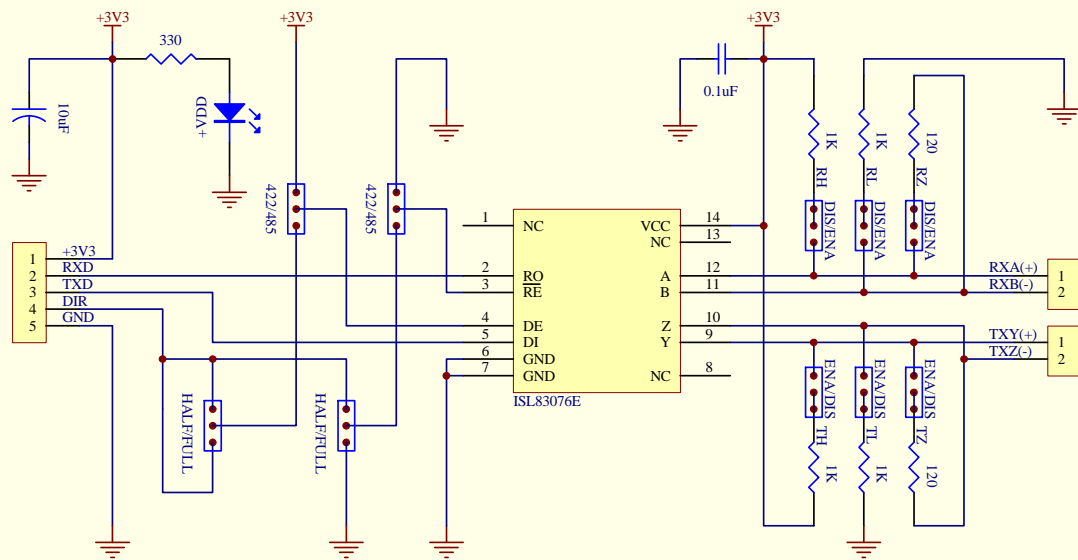 +3V3
+3V3
+3V3
330
10uF
+VDD
0.1uF
1K
1K
120
RH
RL
RZ
422/485
422/485
DIS/ENA
DIS/ENA
DIS/ENA
1 NC
VCC 14
NC 13
2 RO
3 RE
4 DE
5 DI
6 GND
7 GND
A 12
B 11
Z 10
Y 9
NC 8
ISL83076E
1 +3V3
2 RXD
3 TXD
4 DIR
5 GND
RXA(+) 1
RXB(-) 2
TXY(+) 1
TXZ(-) 2
HALF/FULL
HALF/FULL
ENA/DIS
ENA/DIS
ENA/DIS
TH
TL
TZ
1K
1K
120